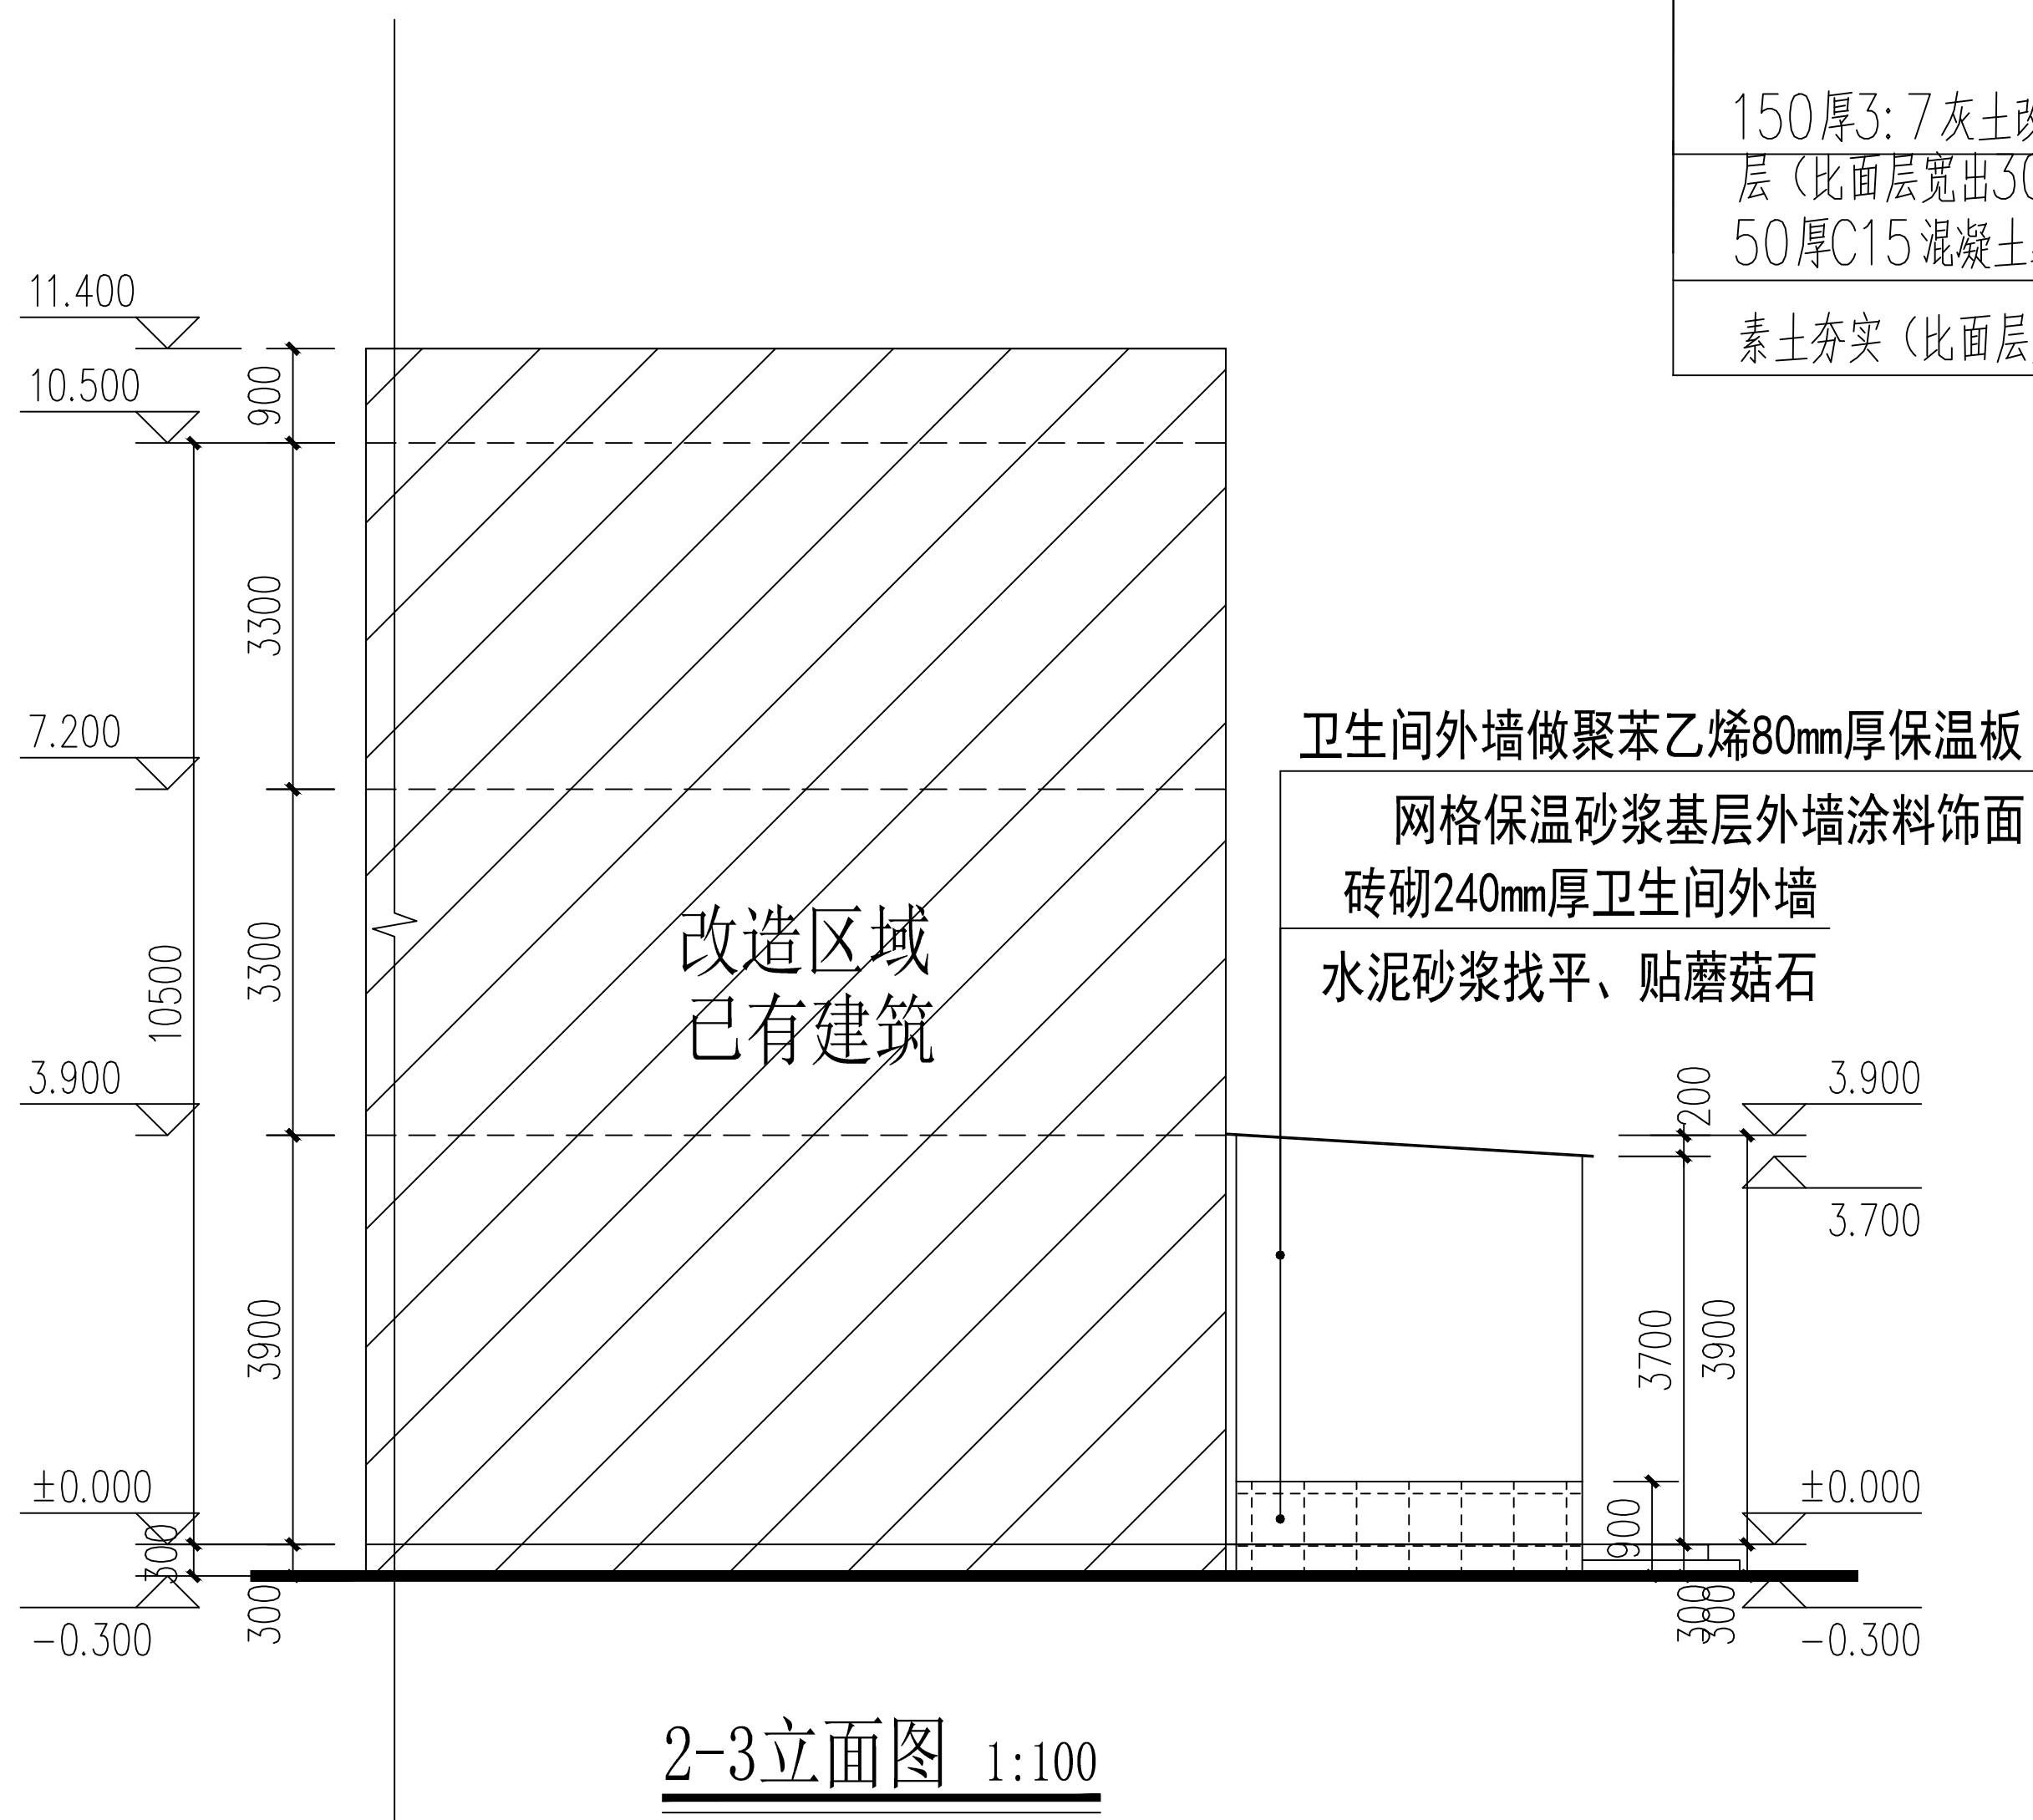 150厚3:7灰土
层（比面层宽出30
50厚C15混凝土
素土夯实（比面层
11.400
10.500
900
3300
7.200
卫生间外墙做聚苯乙烯80mm厚保温板
网格保温砂浆基层外墙涂料饰面
砖砌240mm厚卫生间外墙
水泥砂浆找平、贴蘑菇石
改造区域
已有建筑
3300
10500
3.900
3900
±0.000
300
300
-0.300
200
3.900
3.700
3700
3900
900
±0.000
300
300
-0.300
2-3立面图 1:100